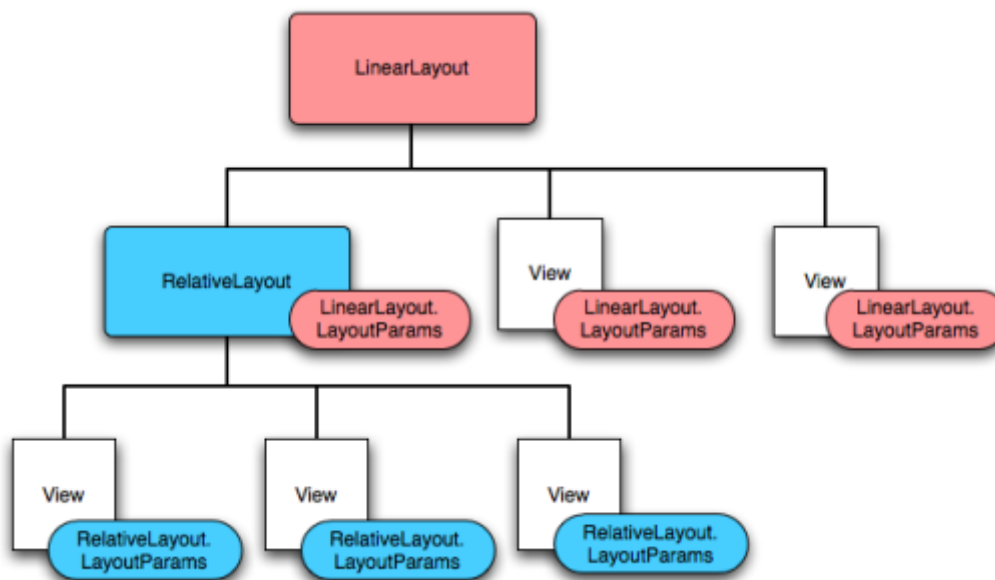 LinearLayout
RelativeLayout
LinearLayout.
LayoutParams
View
LinearLayout.
LayoutParams
View
LinearLayout.
LayoutParams
View
RelativeLayout.
LayoutParams
View
RelativeLayout.
LayoutParams
View
RelativeLayout.
LayoutParams